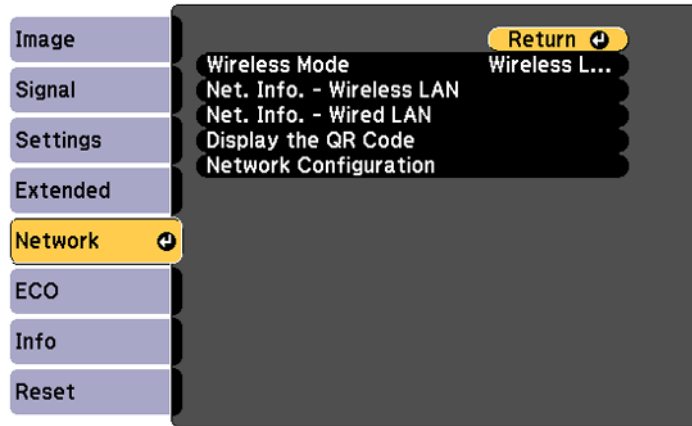 Image
Signal
Settings
Extended
Network
ECO
Info
Reset
Return
Wireless Mode Wireless L...
Net. Info. - Wireless LAN
Net. Info. - Wired LAN
Display the QR Code
Network Configuration